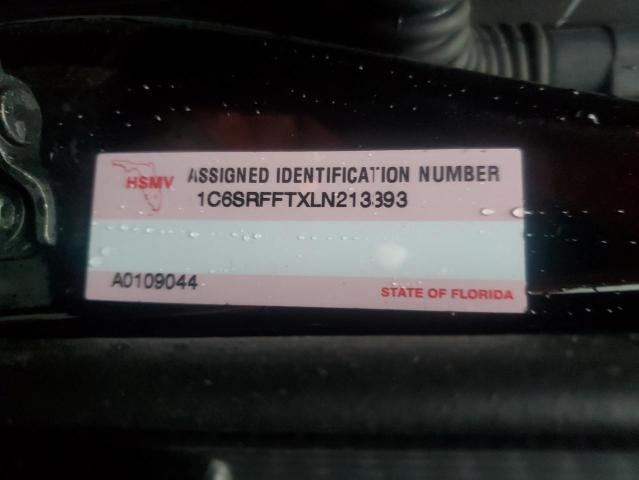 HSMV
ASSIGNED IDENTIFICATION NUMBER
1C6SRFFTXLN213393
A0109044
STATE OF FLORIDA